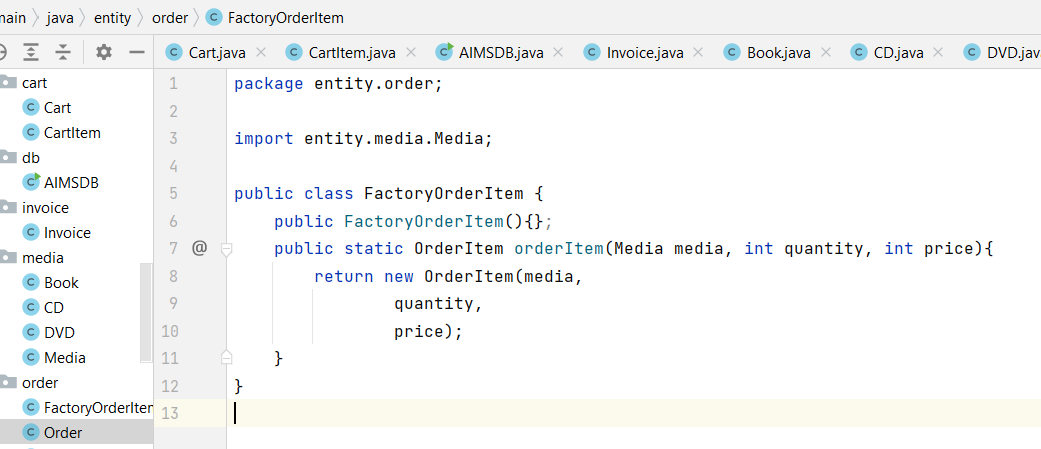 main > java > entity > order > FactoryOrderItem
Cart.java CartItem.java AIMSDB.java Invoice.java Book.java CD.java DVD.jav
cart
Cart
CartItem
db
AIMSDB
invoice
Invoice
media
Book
CD
DVD
Media
order
FactoryOrderItem
Order
1 package entity.order;
2
3 import entity.media.Media;
4
5 public class FactoryOrderItem {
6 public FactoryOrderItem(){};
7 @ public static OrderItem orderItem(Media media, int quantity, int price){
8 return new OrderItem(media,
9 quantity,
10 price);
11 }
12 }
13